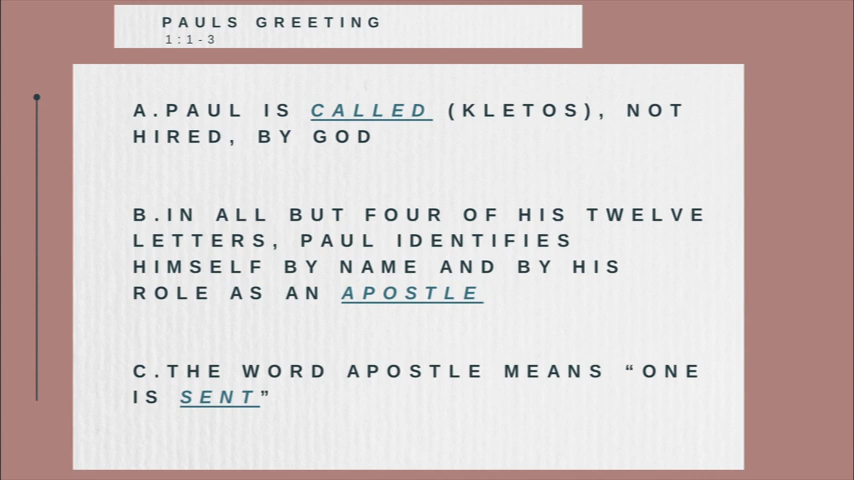 PAULS GREETING
1:1-3
A.PAUL IS CALLED (KLETOS), NOT
HIRED, BY GOD
B.IN ALL BUT FOUR OF HIS TWELVE
LETTERS, PAUL IDENTIFIES
HIMSELF BY NAME AND BY HIS
ROLE AS AN APOSTLE
C.THE WORD APOSTLE MEANS “ONE
IS SENT”